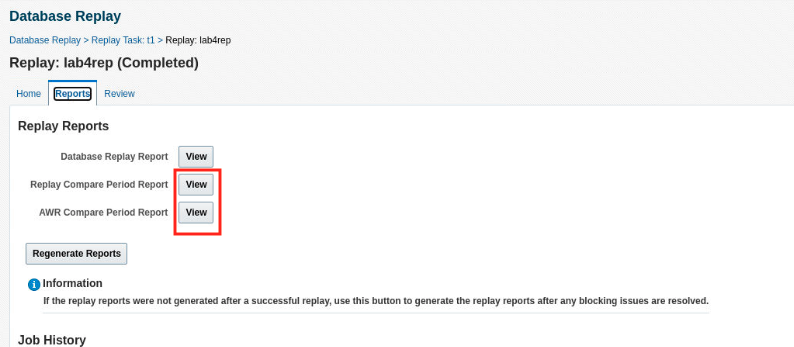 Database Replay
Database Replay > Replay Task: t1 > Replay: lab4rep
Replay: lab4rep (Completed)
Home Reports Review
Replay Reports
Database Replay Report View
Replay Compare Period Report View
AWR Compare Period Report View
Regenerate Reports
Information
If the replay reports were not generated after a successful replay, use this button to generate the replay reports after any blocking issues are resolved.
Job History